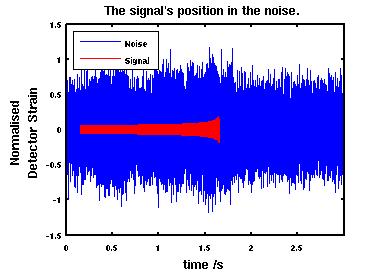 The signal's position in the noise.
1.5
1
0.5
0
-0.5
-1
-1.5
Normalised
Detector Strain
Noise
Signal
0 0.5 1 1.5 2 2.5
time /s